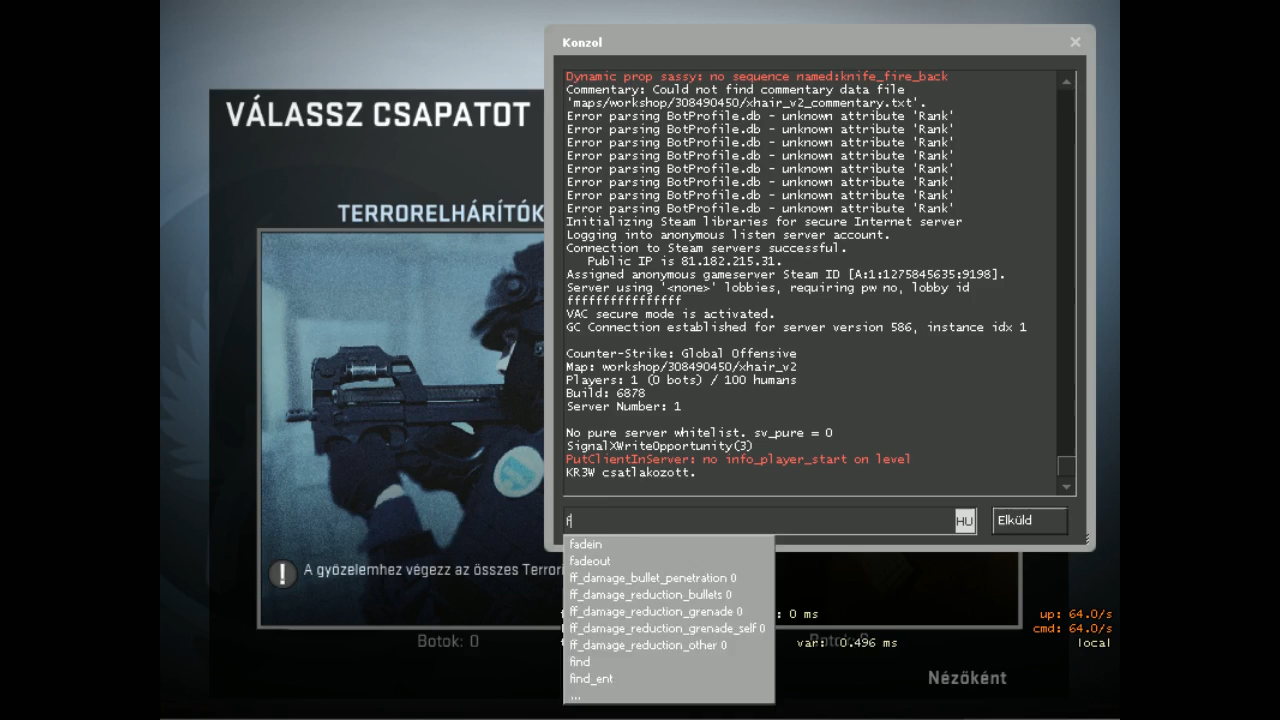 Konzol
Dynamic prop sassy: no sequence named:knife_fire_back
Commentary: Could not find commentary data file
'maps/workshop/308490450/xhair_v2_commentary.txt'.
Error parsing BotProfile.db - unknown attribute 'Rank'
Error parsing BotProfile.db - unknown attribute 'Rank'
Error parsing BotProfile.db - unknown attribute 'Rank'
Error parsing BotProfile.db - unknown attribute 'Rank'
Error parsing BotProfile.db - unknown attribute 'Rank'
Error parsing BotProfile.db - unknown attribute 'Rank'
Error parsing BotProfile.db - unknown attribute 'Rank'
Error parsing BotProfile.db - unknown attribute 'Rank'
Initializing Steam libraries for secure Internet server
Logging into anonymous listen server account.
Connection to Steam servers successful.
Public IP is 81.182.215.31.
Assigned anonymous gameserver Steam ID [A:1:1275845635:9198].
Server using '<none>' lobbies, requiring pw no, lobby id
ffffffffffffffff
VAC secure mode is activated.
GC Connection established for server version 586, instance idx 1
Counter-Strike: Global Offensive
Map: workshop/308490450/xhair_v2
Players: 1 (0 bots) / 100 humans
Build: 6878
Server Number: 1
No pure server whitelist. sv_pure = 0
SignalXWriteOpportunity(3)
PutClientInServer: no info_player_start on level
KR3W csatlakozott.
f
HU
Elküld
fadein
fadeout
ff_damage_bullet_penetration 0
ff_damage_reduction_bullets 0
ff_damage_reduction_grenade 0
ff_damage_reduction_grenade_self 0
ff_damage_reduction_other 0
find
find_ent
...
VÁLASSZ CSAPATOT
TERRORELHÁRÍTÓK
A győzelemhez végezz az összes
Botok: 0
: 0 ms
up: 64.0/s
cmd: 64.0/s
var: 0.496 ms
local
Nézőként